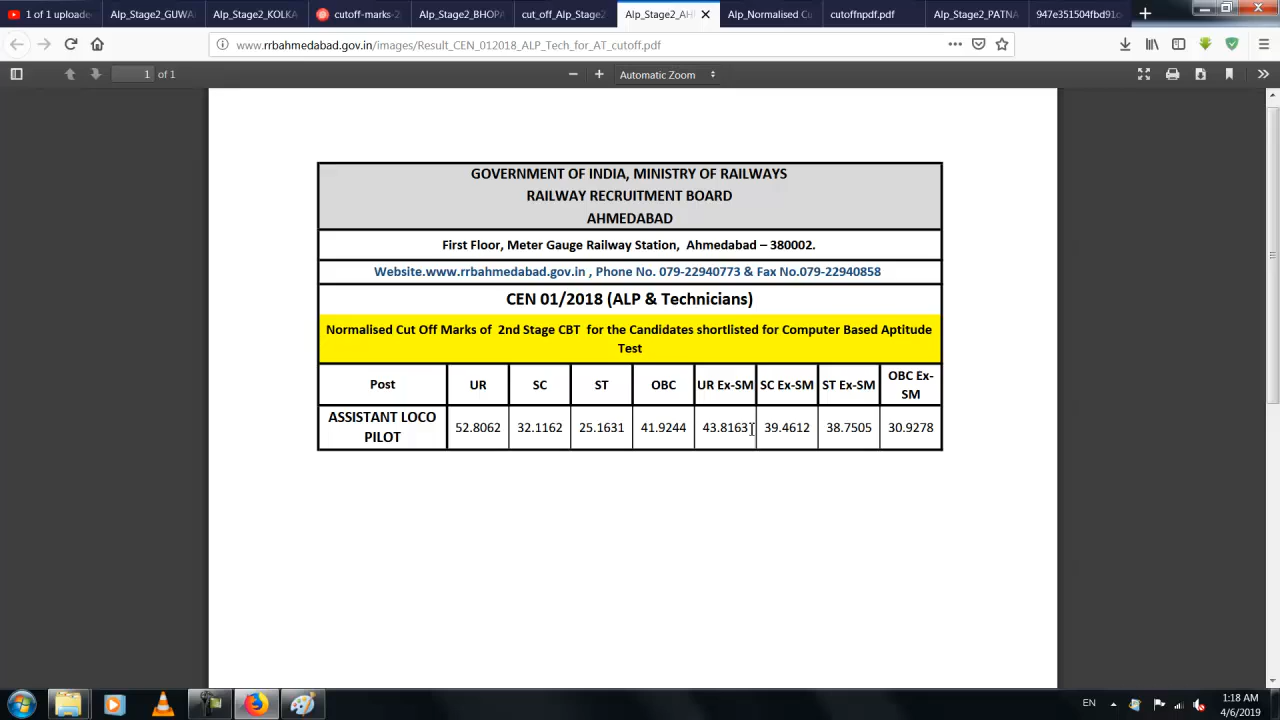 1 of 1 uploade
Alp_Stage2_GUWA
Alp_Stage2_KOLKA
cutoff-marks-2
Alp_Stage2_BHOPA
cut_off_Alp_Stage2
Alp_Stage2_AH
Alp_Normalised Cu
cutoffnpdf.pdf
Alp_Stage2_PATNA
947e351504fbd91o
www.rrbahmedabad.gov.in/images/Result_CEN_012018_ALP_Tech_for_AT_cutoff.pdf
1 of 1
Automatic Zoom
GOVERNMENT OF INDIA, MINISTRY OF RAILWAYS
RAILWAY RECRUITMENT BOARD
AHMEDABAD
First Floor, Meter Gauge Railway Station, Ahmedabad – 380002.
Website.www.rrbahmedabad.gov.in , Phone No. 079-22940773 & Fax No.079-22940858
CEN 01/2018 (ALP & Technicians)
Normalised Cut Off Marks of 2nd Stage CBT for the Candidates shortlisted for Computer Based Aptitude
Test
Post UR SC ST OBC UR Ex-SM SC Ex-SM ST Ex-SM OBC Ex-
SM
ASSISTANT LOCO
PILOT 52.8062 32.1162 25.1631 41.9244 43.8163 39.4612 38.7505 30.9278
EN
1:18 AM
4/6/2019